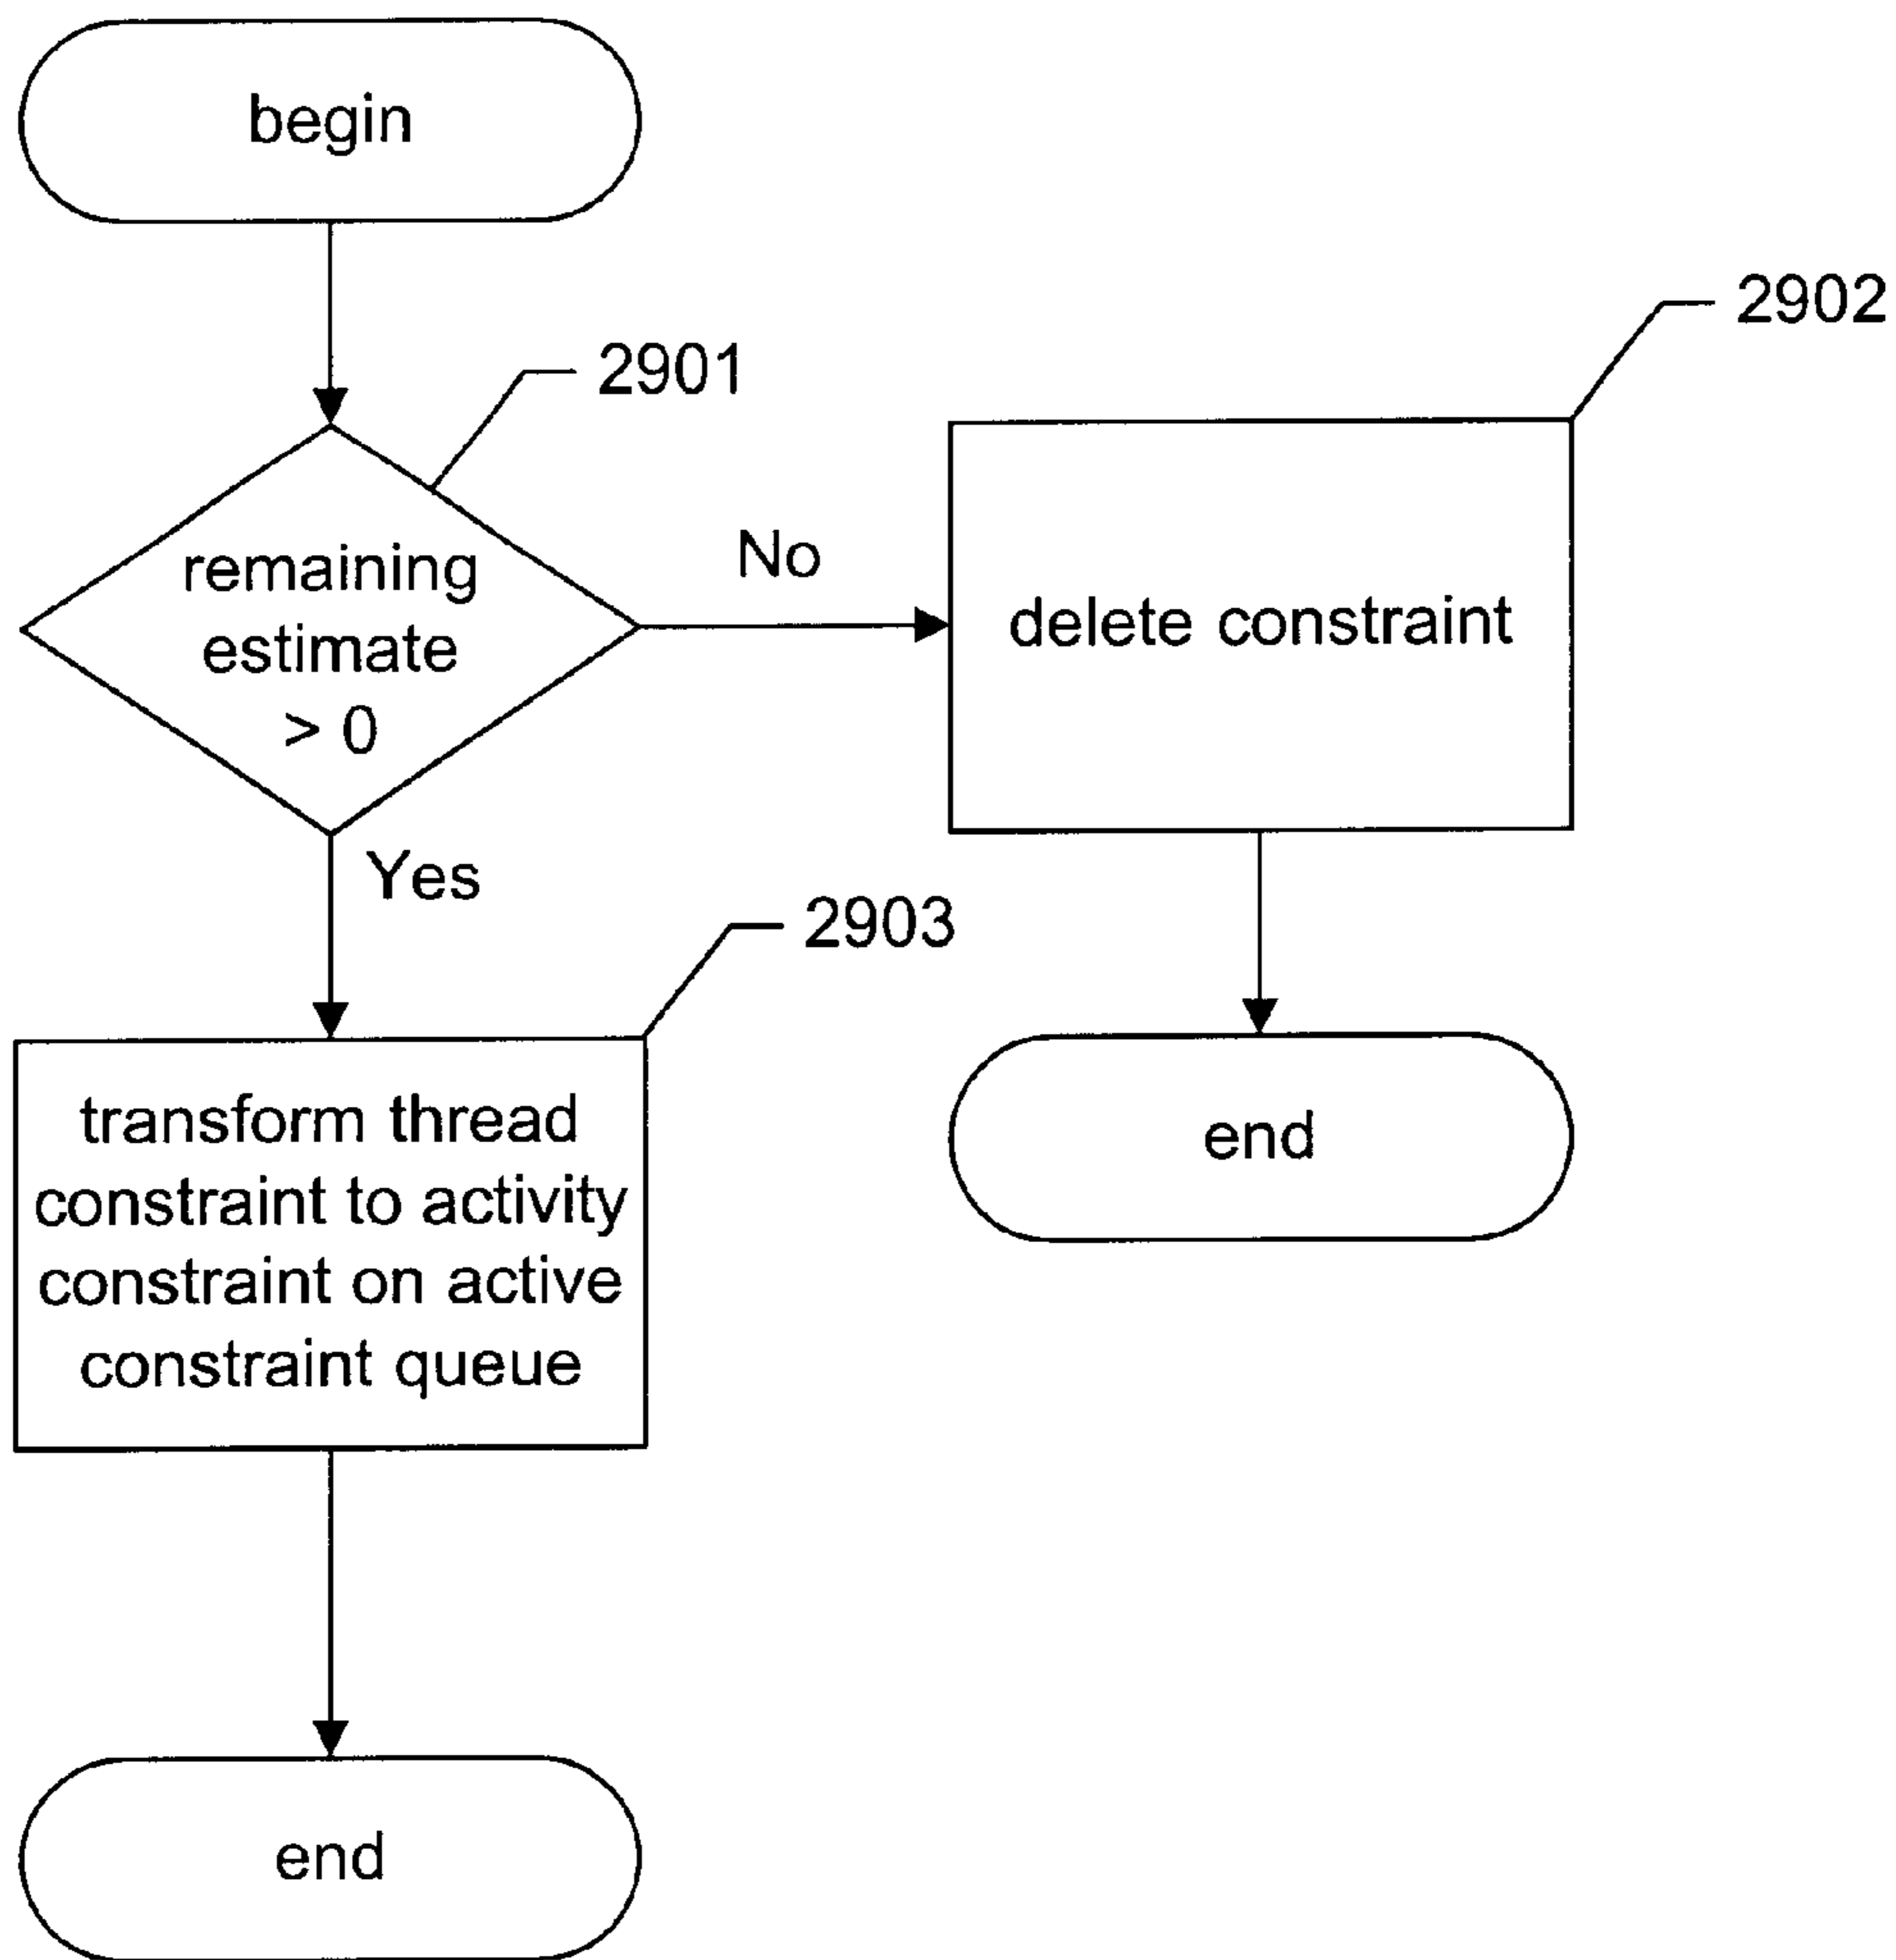 begin
2901
2902
remaining
estimate
> 0
No
delete constraint
Yes
2903
transform thread
constraint to activity
constraint on active
constraint queue
end
end